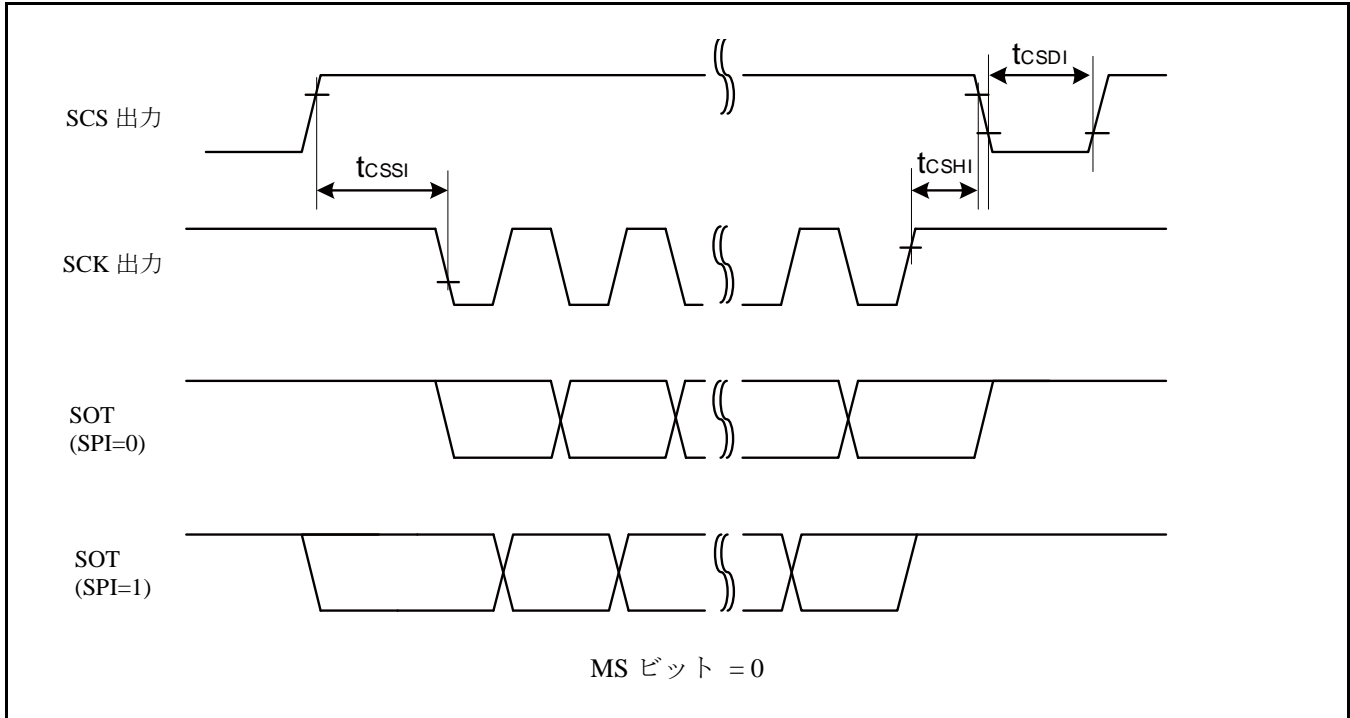 tCSDI
SCS 出力
tCSSI
tCSHI
SCK 出力
SOT
(SPI=0)
SOT
(SPI=1)
MS ビット = 0